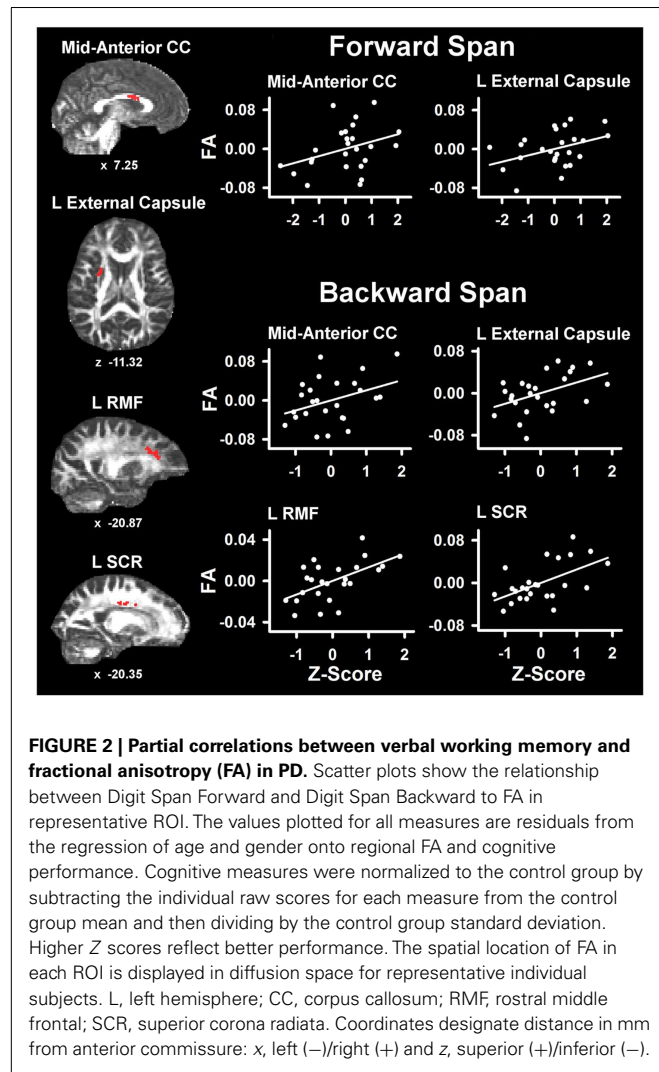 Mid-Anterior CC
x 7.25
L External Capsule
z -11.32
L RMF
x -20.87
L SCR
x -20.35
Forward Span
Mid-Anterior CC
FA
0.08
0.00
-0.08
-2 -1 0 1 2
L External Capsule
0.08
0.00
-0.08
-2 -1 0 1 2
Backward Span
Mid-Anterior CC
FA
0.08
0.00
-0.08
-1 0 1 2
L External Capsule
0.08
0.00
-0.08
-1 0 1 2
L RMF
FA
0.04
0.00
-0.04
-1 0 1 2
Z-Score
L SCR
0.08
0.00
-0.08
-1 0 1 2
Z-Score
FIGURE 2 | Partial correlations between verbal working memory and
fractional anisotropy (FA) in PD. Scatter plots show the relationship
between Digit Span Forward and Digit Span Backward to FA in
representative ROI. The values plotted for all measures are residuals from
the regression of age and gender onto regional FA and cognitive
performance. Cognitive measures were normalized to the control group by
subtracting the individual raw scores for each measure from the control
group mean and then dividing by the control group standard deviation.
Higher Z scores reflect better performance. The spatial location of FA in
each ROI is displayed in diffusion space for representative individual
subjects. L, left hemisphere; CC, corpus callosum; RMF, rostral middle
frontal; SCR, superior corona radiata. Coordinates designate distance in mm
from anterior commissure: x, left (−)/right (+) and z, superior (+)/inferior (−).